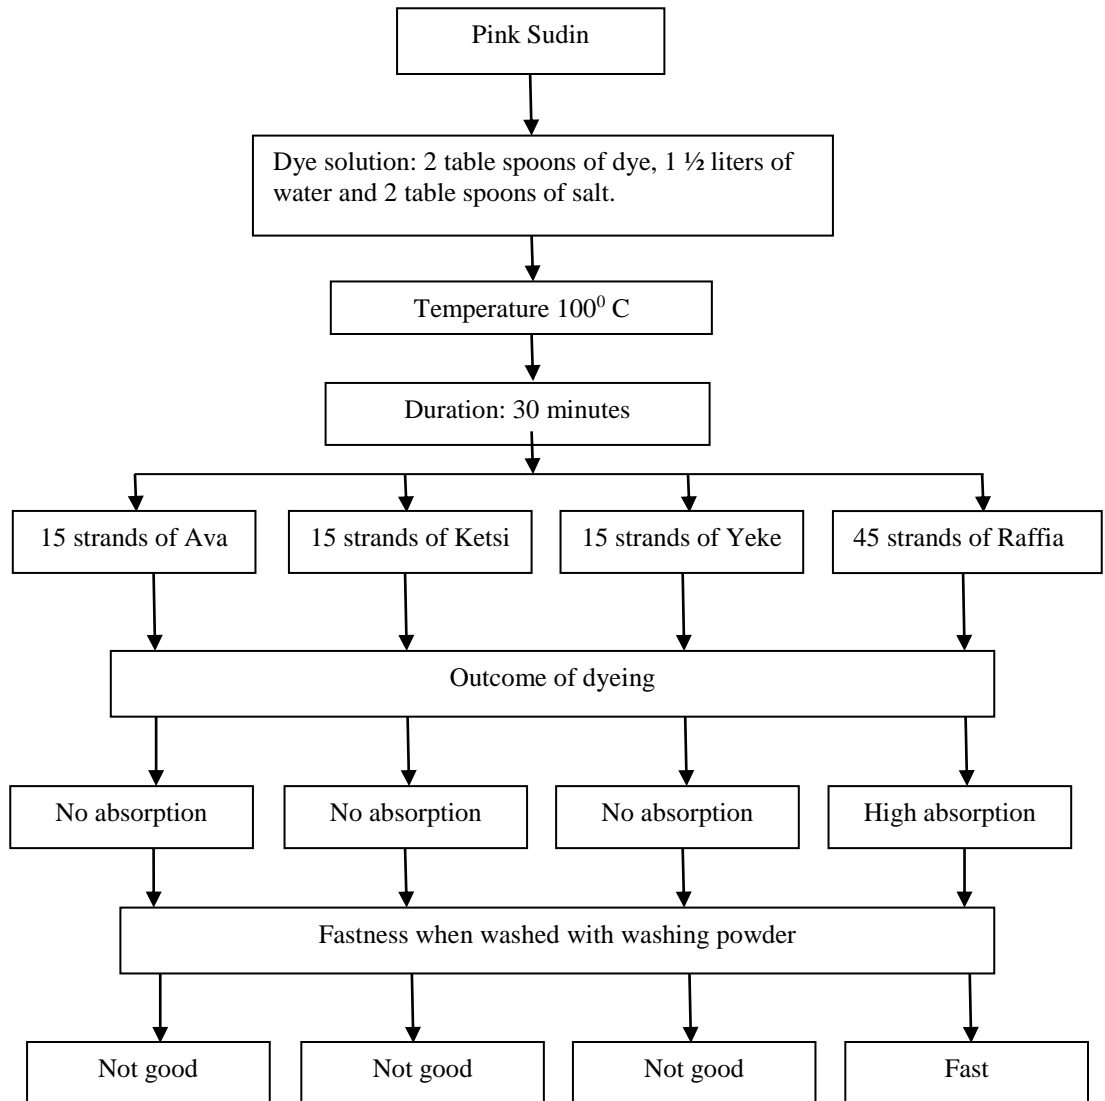 Pink Sudin
Dye solution: 2 table spoons of dye, 1 ½ liters of
water and 2 table spoons of salt.
Temperature 100⁰ C
Duration: 30 minutes
15 strands of Ava
15 strands of Ketsi
15 strands of Yeke
45 strands of Raffia
Outcome of dyeing
No absorption
No absorption
No absorption
High absorption
Fastness when washed with washing powder
Not good
Not good
Not good
Fast